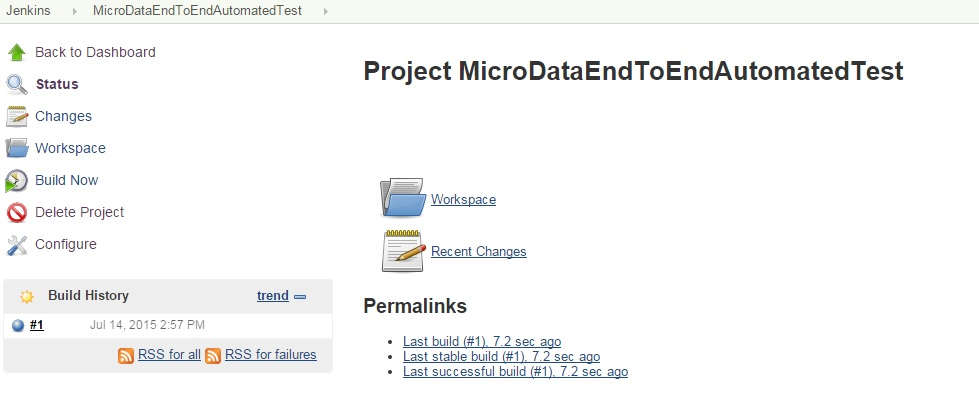 Jenkins MicroDataEndToEndAutomatedTest
Back to Dashboard
Status
Changes
Workspace
Build Now
Delete Project
Configure
Build History trend
#1 Jul 14, 2015 2:57 PM
RSS for all RSS for failures
Project MicroDataEndToEndAutomatedTest
Workspace
Recent Changes
Permalinks
Last build (#1), 7.2 sec ago
Last stable build (#1), 7.2 sec ago
Last successful build (#1), 7.2 sec ago